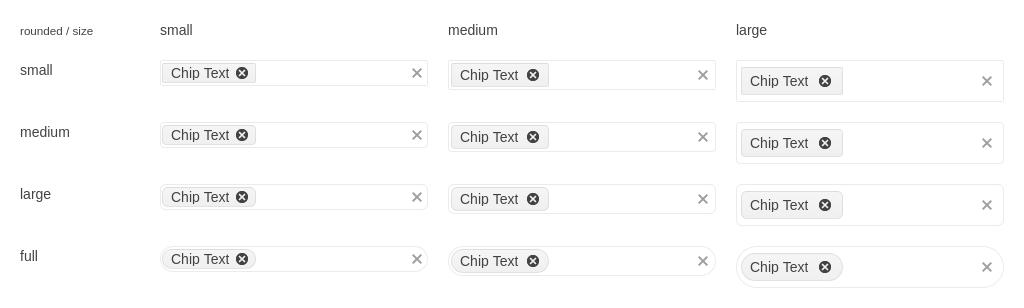 rounded / size small medium large
small Chip Text Chip Text Chip Text
medium Chip Text Chip Text Chip Text
large Chip Text Chip Text Chip Text
full Chip Text Chip Text Chip Text